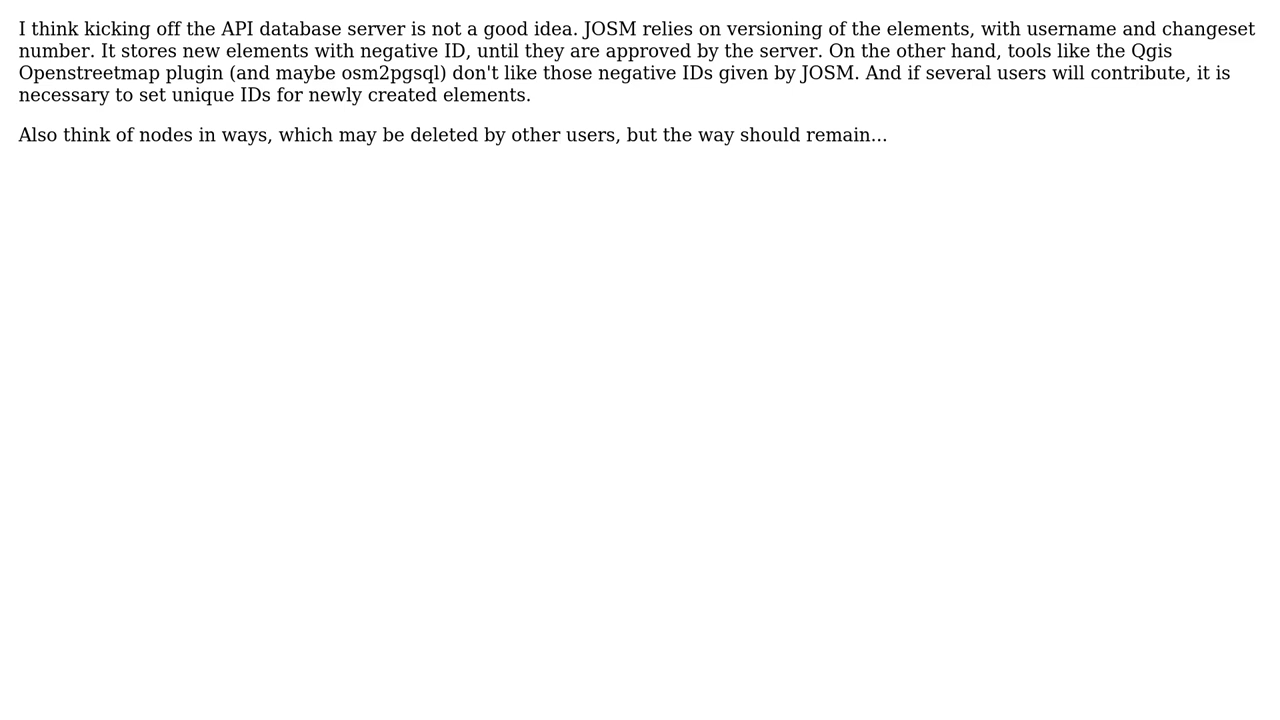 I think kicking off the API database server is not a good idea. JOSM relies on versioning of the elements, with username and changeset
number. It stores new elements with negative ID, until they are approved by the server. On the other hand, tools like the Qgis
Openstreetmap plugin (and maybe osm2pgsql) don't like those negative IDs given by JOSM. And if several users will contribute, it is
necessary to set unique IDs for newly created elements.
Also think of nodes in ways, which may be deleted by other users, but the way should remain...